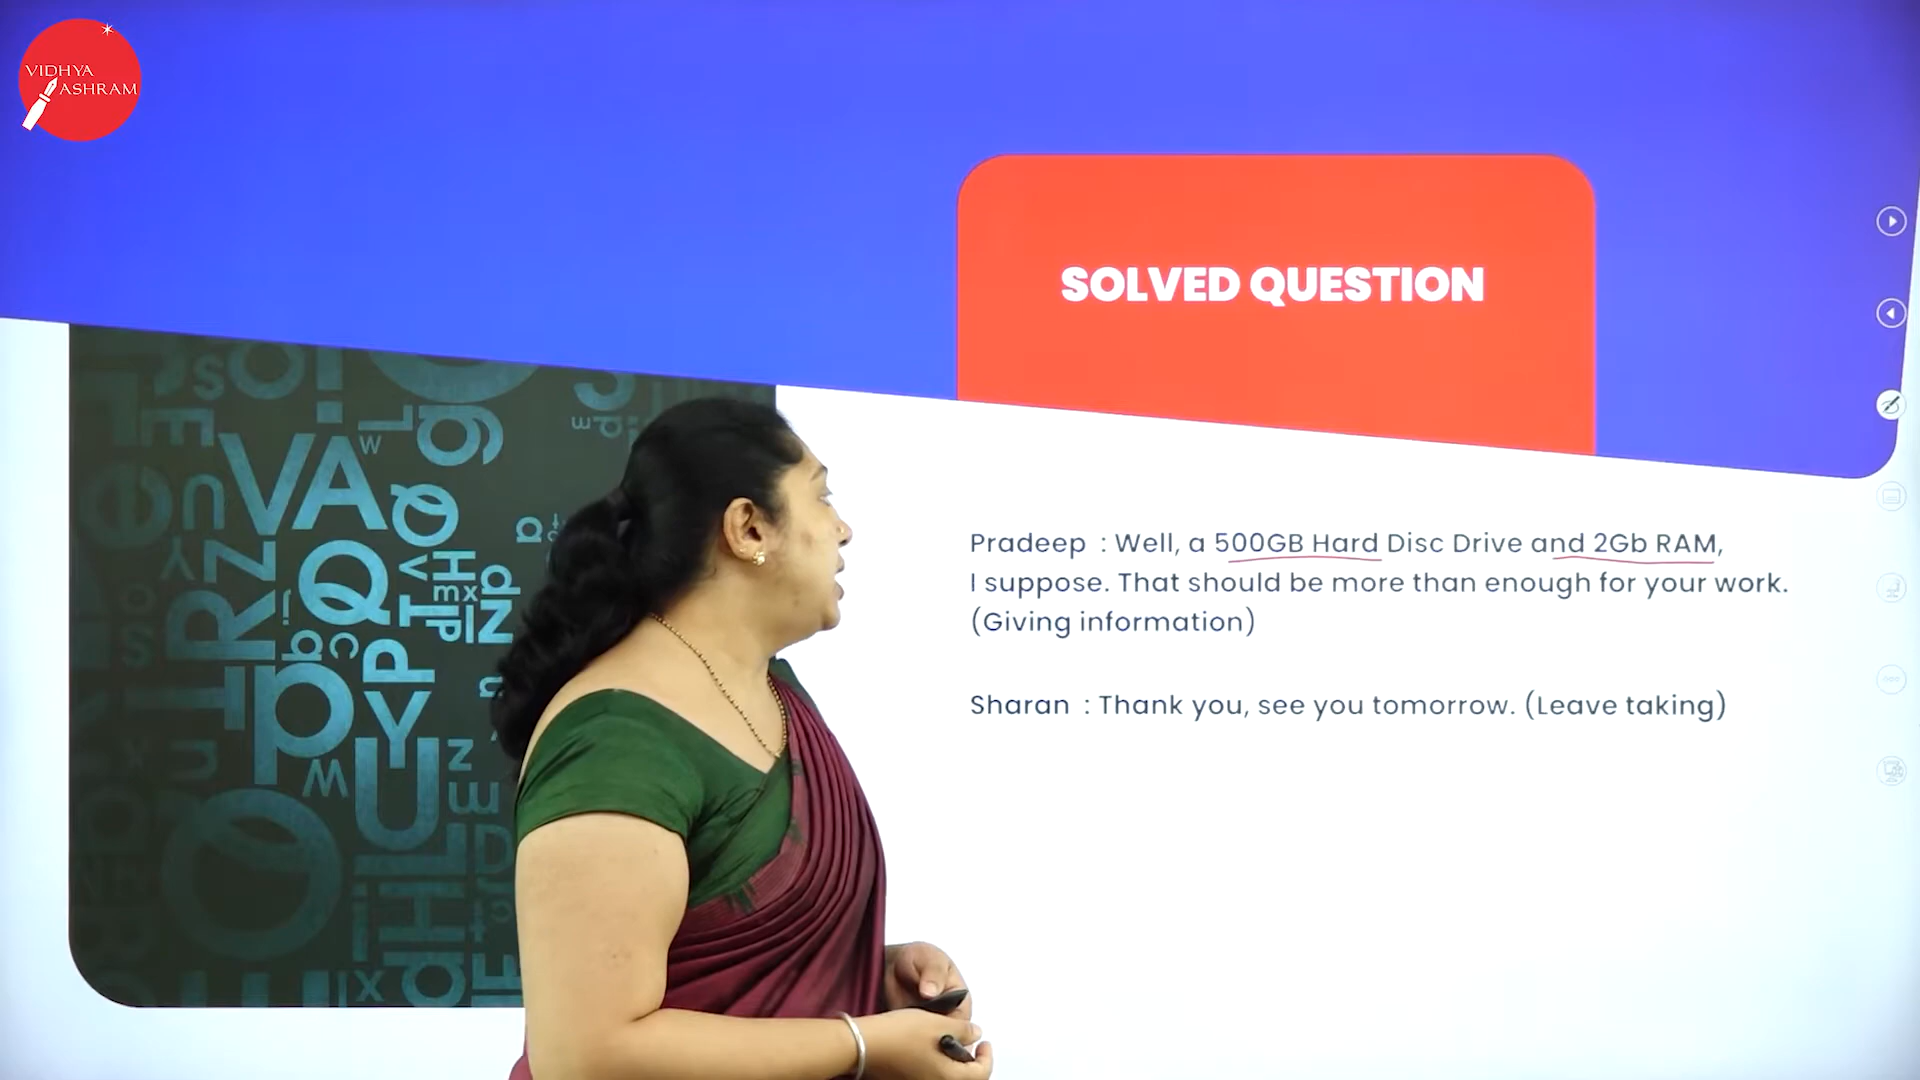 VIDHYA
ASHRAM
SOLVED QUESTION
Pradeep : Well, a 500GB Hard Disc Drive and 2Gb RAM,
I suppose. That should be more than enough for your work.
(Giving information)
Sharan : Thank you, see you tomorrow. (Leave taking)